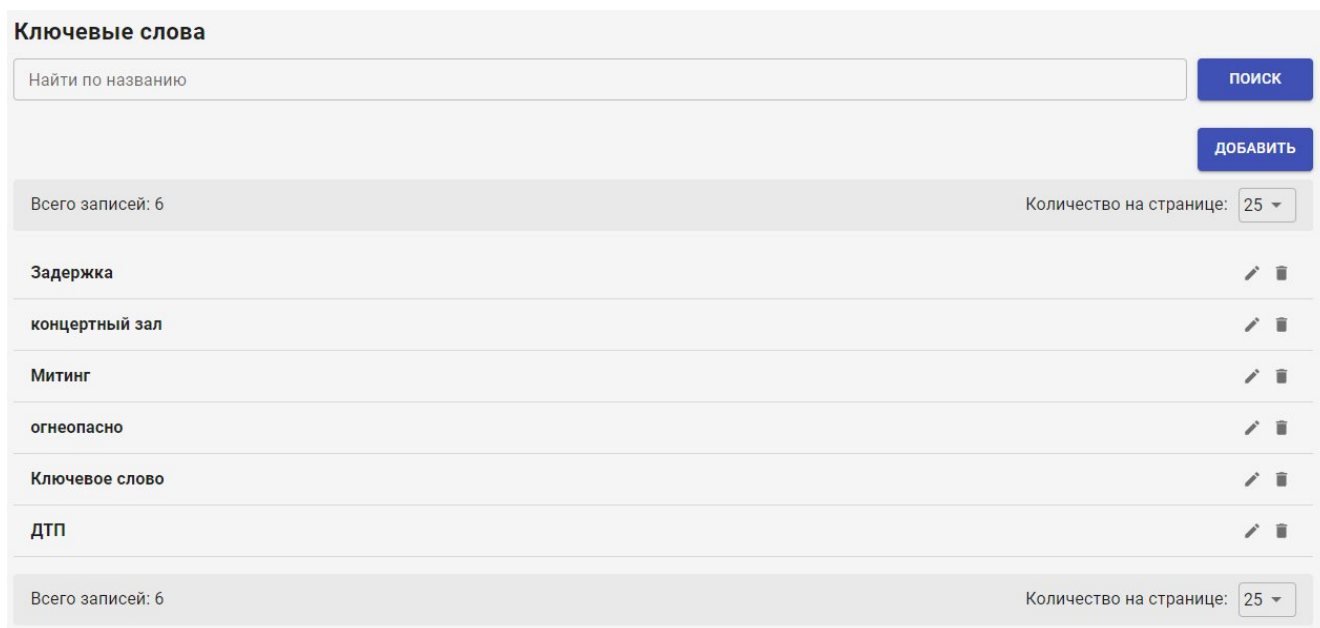 Ключевые слова
Найти по названию
ПОИСК
ДОБАВИТЬ
Всего записей: 6 Количество на странице: 25
Задержка
концертный зал
Митинг
огнеопасно
Ключевое слово
ДТП
Всего записей: 6 Количество на странице: 25